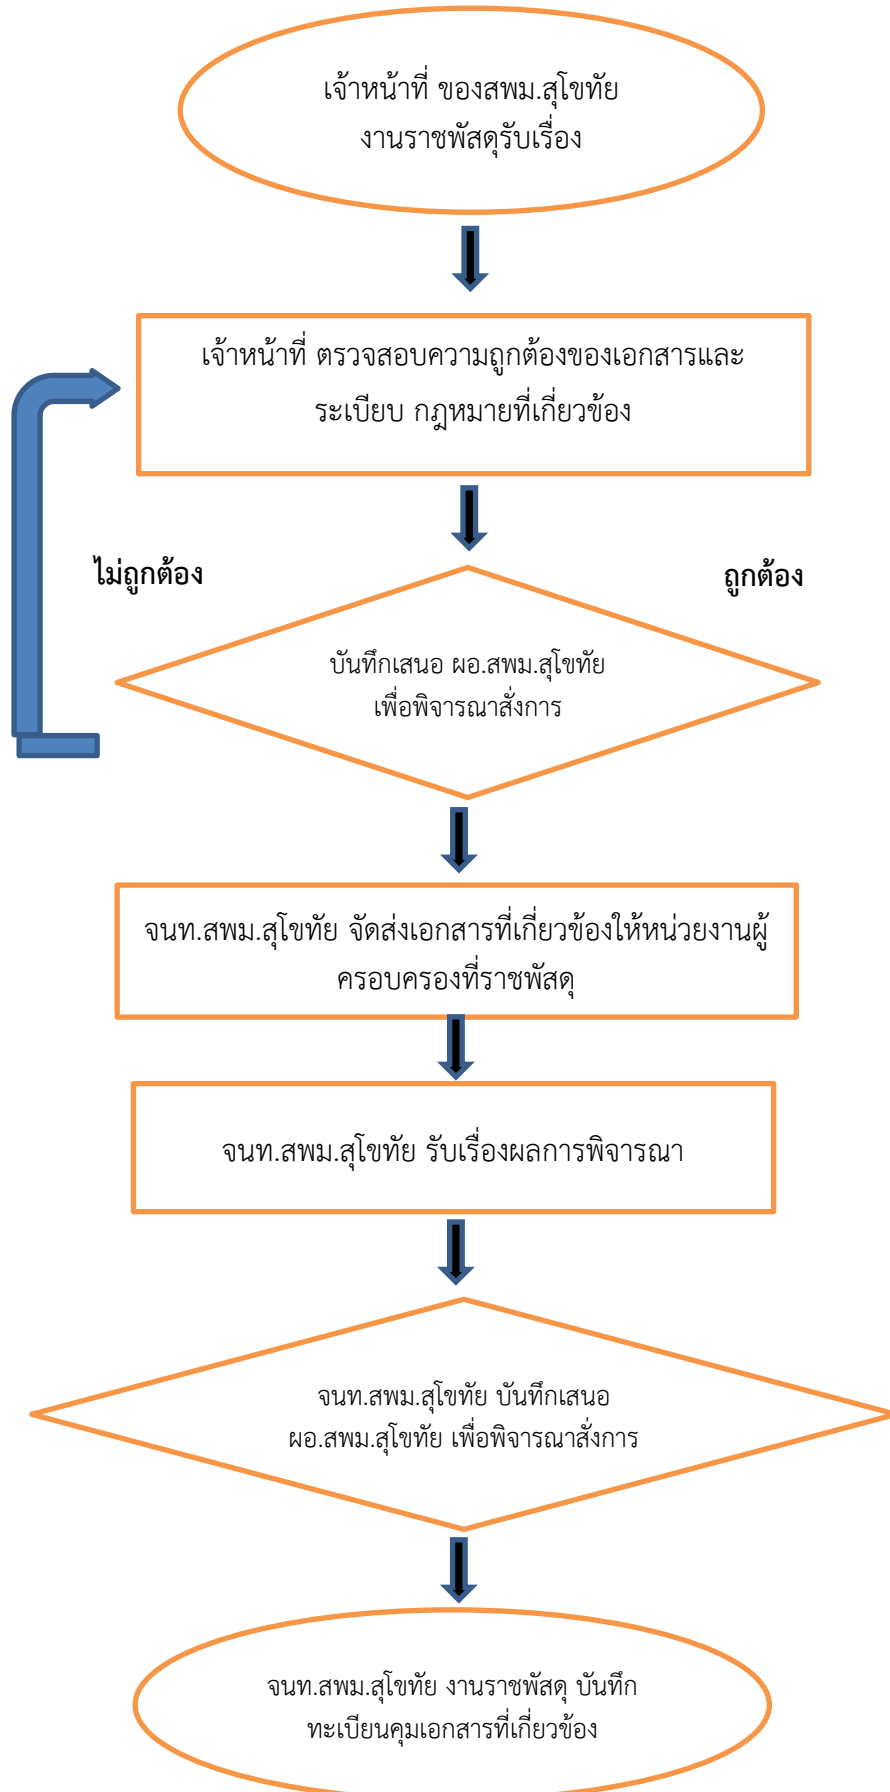 เจ้าหน้าที่ ของสพม.สุโขทัย
งานราชพัสดุรับเรื่อง
เจ้าหน้าที่ ตรวจสอบความถูกต้องของเอกสารและ
ระเบียบ กฎหมายที่เกี่ยวข้อง
ไม่ถูกต้อง
ถูกต้อง
บันทึกเสนอ ผอ.สพม.สุโขทัย
เพื่อพิจารณาสั่งการ
จนท.สพม.สุโขทัย จัดส่งเอกสารที่เกี่ยวข้องให้หน่วยงานผู้
ครอบครองที่ราชพัสดุ
จนท.สพม.สุโขทัย รับเรื่องผลการพิจารณา
จนท.สพม.สุโขทัย บันทึกเสนอ
ผอ.สพม.สุโขทัย เพื่อพิจารณาสั่งการ
จนท.สพม.สุโขทัย งานราชพัสดุ บันทึก
ทะเบียนคุมเอกสารที่เกี่ยวข้อง